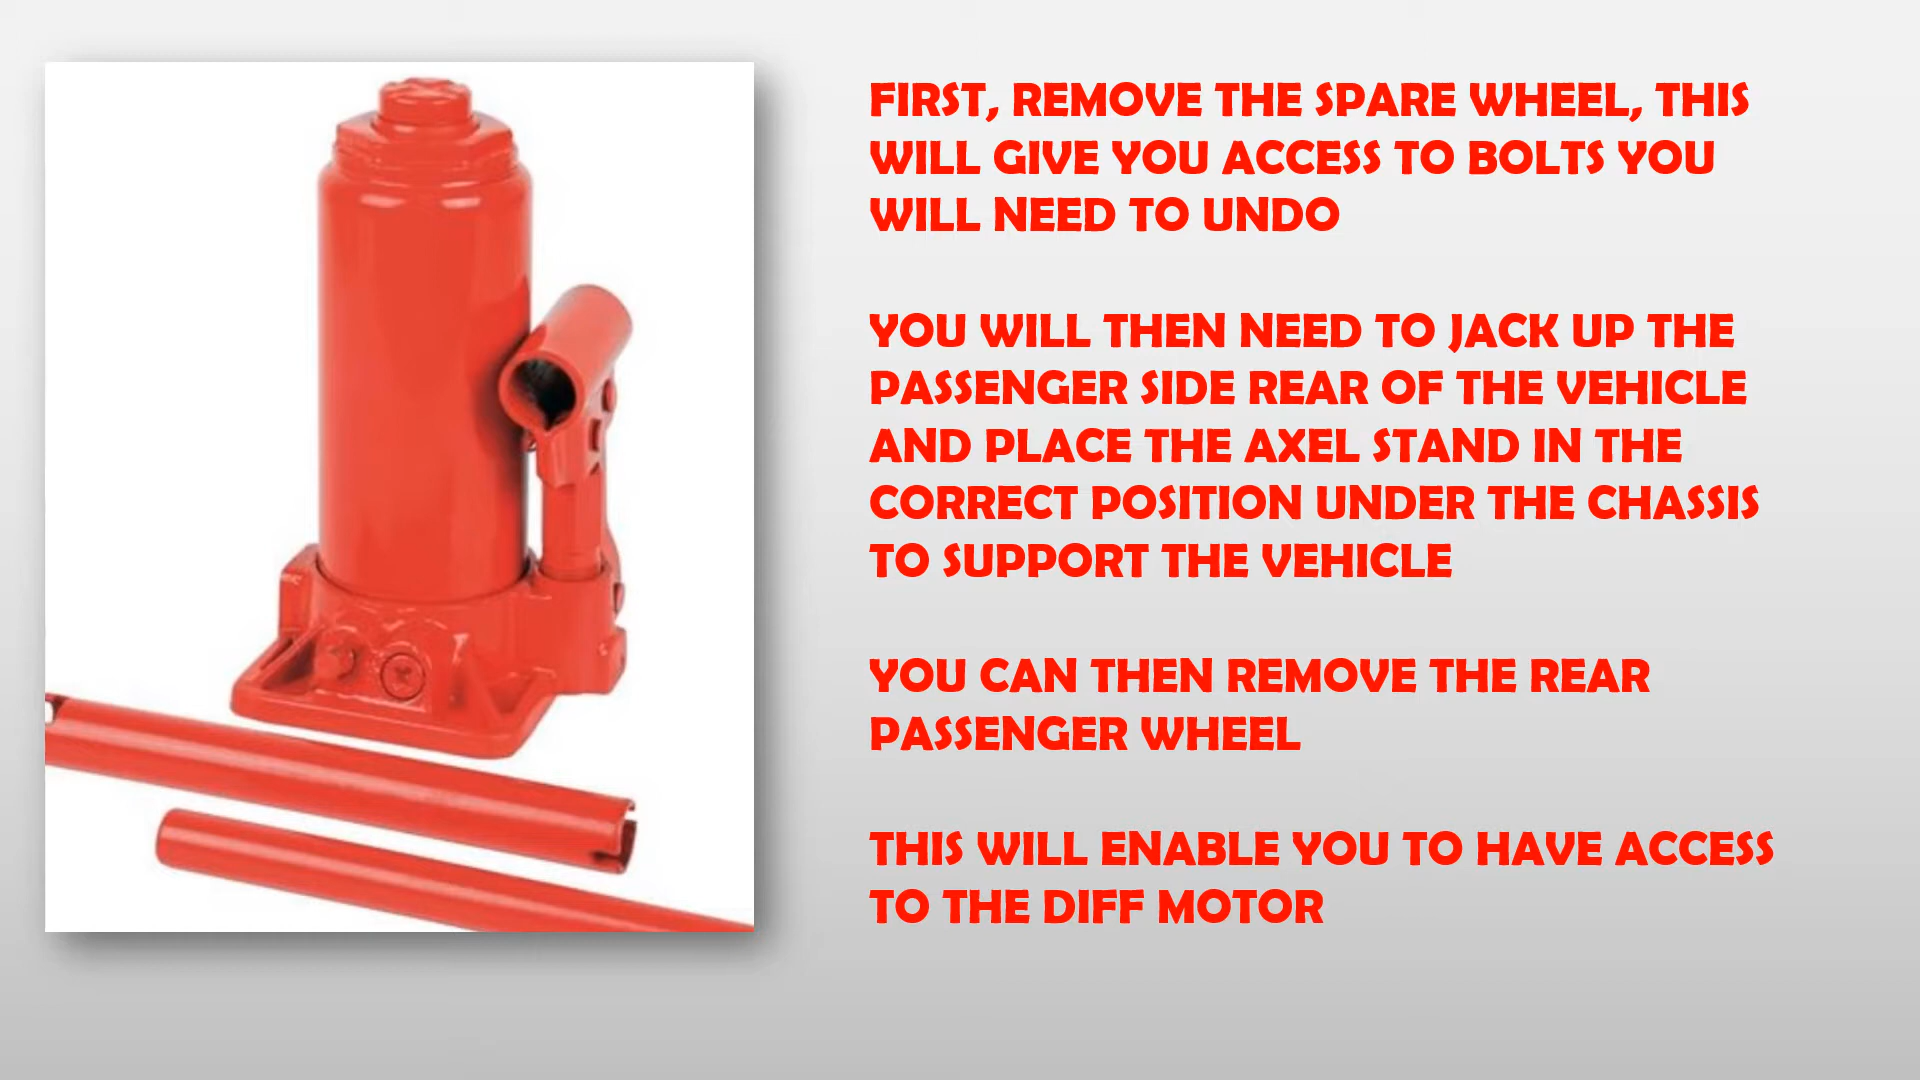 FIRST, REMOVE THE SPARE WHEEL, THIS
WILL GIVE YOU ACCESS TO BOLTS YOU
WILL NEED TO UNDO
YOU WILL THEN NEED TO JACK UP THE
PASSENGER SIDE REAR OF THE VEHICLE
AND PLACE THE AXEL STAND IN THE
CORRECT POSITION UNDER THE CHASSIS
TO SUPPORT THE VEHICLE
YOU CAN THEN REMOVE THE REAR
PASSENGER WHEEL
THIS WILL ENABLE YOU TO HAVE ACCESS
TO THE DIFF MOTOR